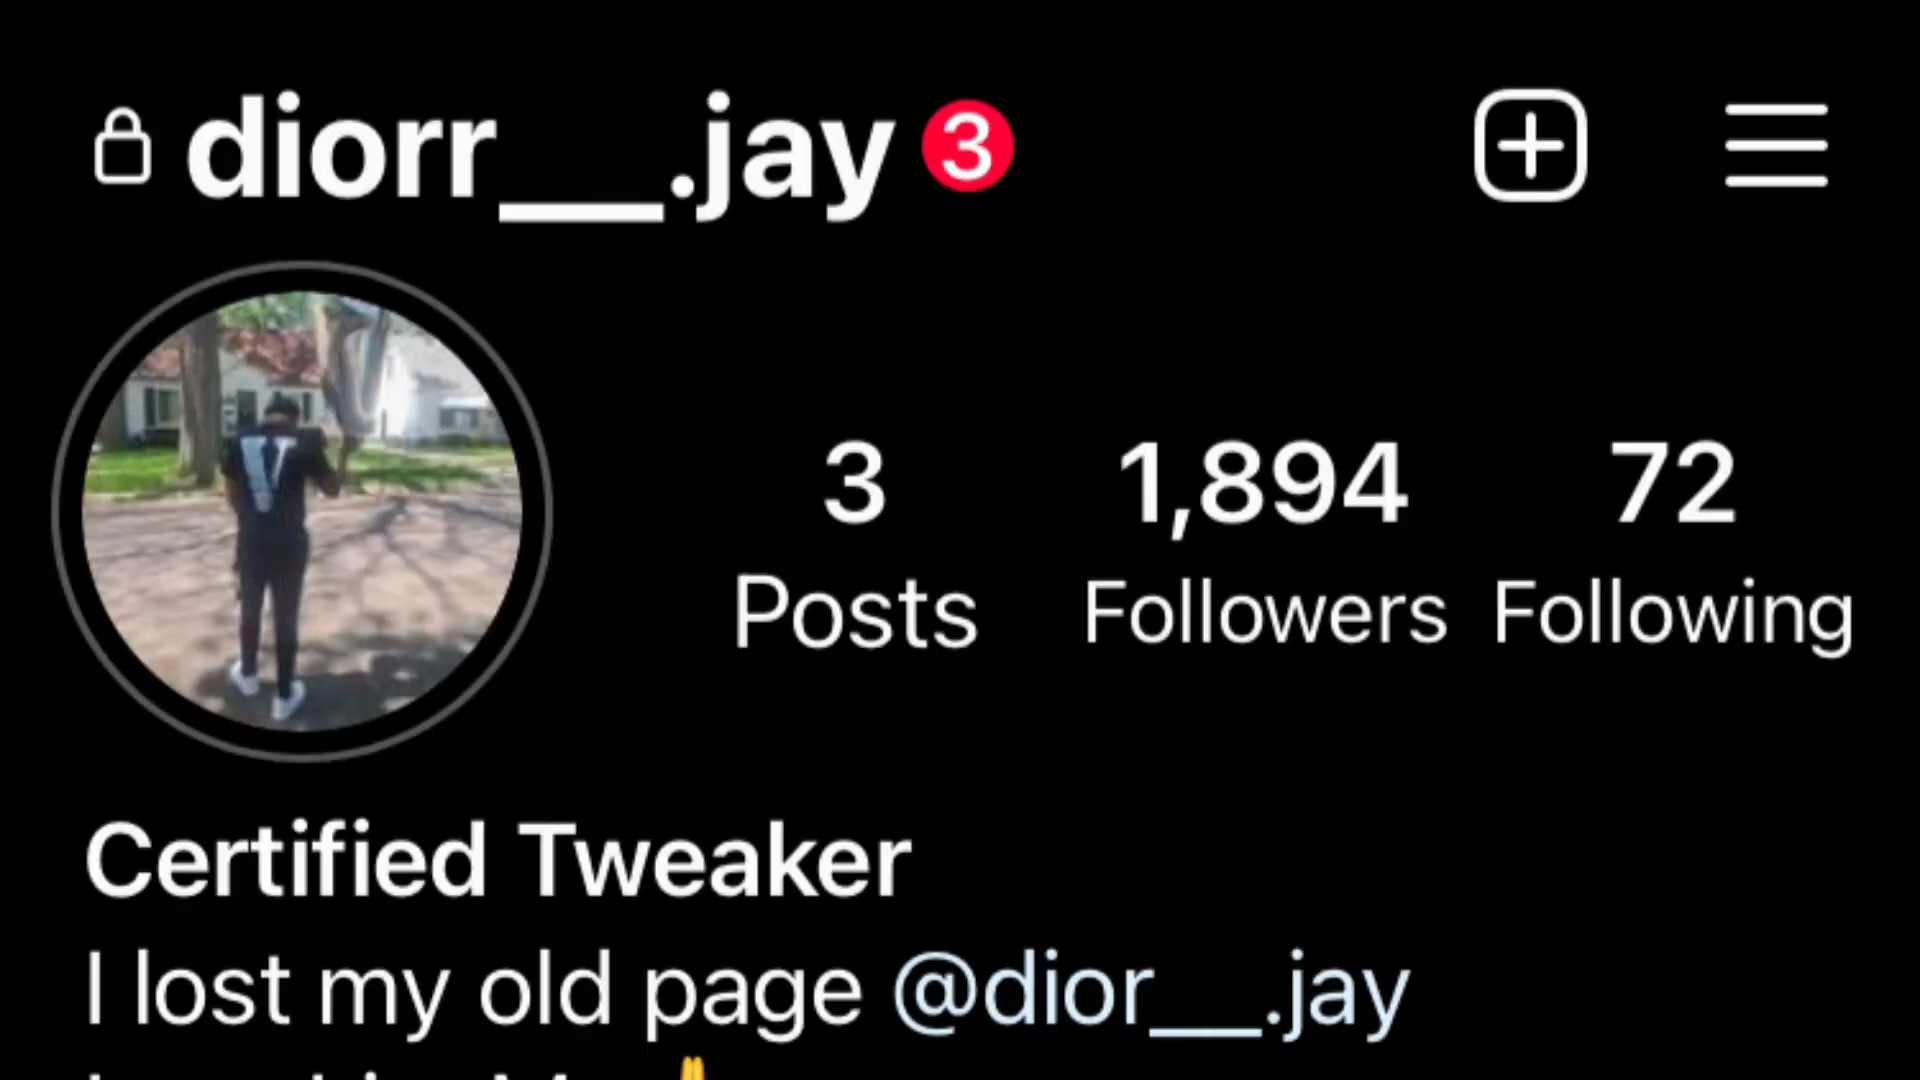 diorr__.jay 3
3 1,894 72
Posts Followers Following
Certified Tweaker
I lost my old page @dior__.jay